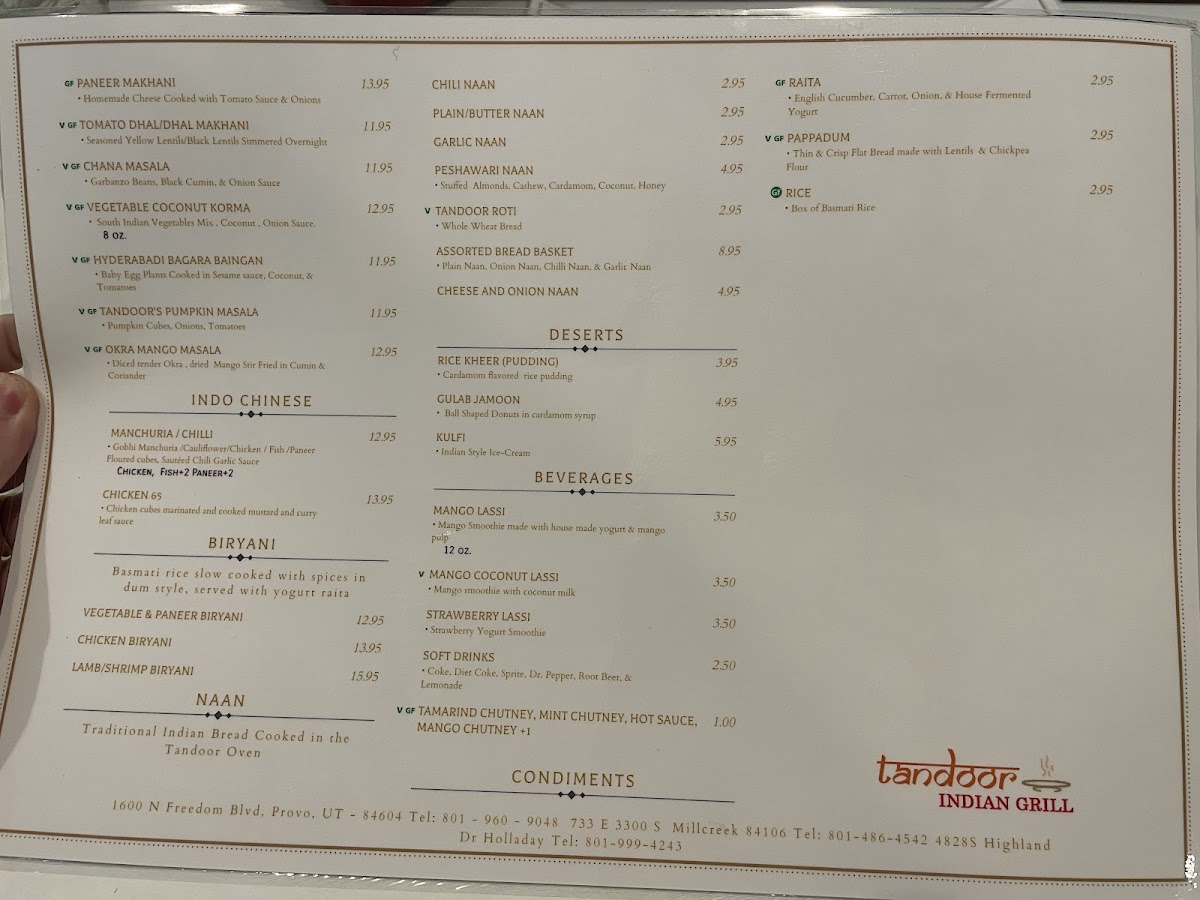 GF PANEER MAKHANI 13.95
• Homemade Cheese Cooked with Tomato Sauce & Onions
V GF TOMATO DHAL/DHAL MAKHANI 11.95
• Seasoned Yellow Lentils/Black Lentils Simmered Overnight
V GF CHANA MASALA 11.95
• Garbanzo Beans, Black Cumin, & Onion Sauce
V GF VEGETABLE COCONUT KORMA 12.95
• South Indian Vegetables Mix , Coconut , Onion Sauce.
8 oz.
V GF HYDERABADI BAGARA BAINGAN 11.95
• Baby Egg Plants Cooked in Sesame sauce, Coconut, &
Tomatoes
V GF TANDOOR'S PUMPKIN MASALA 11.95
• Pumpkin Cubes, Onions, Tomatoes
V GF OKRA MANGO MASALA 12.95
• Diced tender Okra , dried Mango Stir Fried in Cumin &
Coriander
INDO CHINESE
MANCHURIA / CHILLI 12.95
• Gobhi Manchuria /Cauliflower/Chicken / Fish /Paneer
Floured cubes, Sautéed Chili Garlic Sauce
CHICKEN, FISH+2 PANEER+2
CHICKEN 65 13.95
• Chicken cubes marinated and cooked mustard and curry
leaf sauce
BIRYANI
Basmati rice slow cooked with spices in
dum style, served with yogurt raita
VEGETABLE & PANEER BIRYANI 12.95
CHICKEN BIRYANI 13.95
LAMB/SHRIMP BIRYANI 15.95
NAAN
Traditional Indian Bread Cooked in the
Tandoor Oven
CHILI NAAN 2.95
PLAIN/BUTTER NAAN 2.95
GARLIC NAAN 2.95
PESHAWARI NAAN 4.95
• Stuffed Almonds, Cashew, Cardamom, Coconut, Honey
V TANDOOR ROTI 2.95
• Whole Wheat Bread
ASSORTED BREAD BASKET 8.95
• Plain Naan, Onion Naan, Chilli Naan, & Garlic Naan
CHEESE AND ONION NAAN 4.95
DESERTS
RICE KHEER (PUDDING) 3.95
• Cardamom flavored rice pudding
GULAB JAMOON 4.95
• Ball Shaped Donuts in cardamom syrup
KULFI 5.95
• Indian Style Ice-Cream
BEVERAGES
MANGO LASSI 3.50
• Mango Smoothie made with house made yogurt & mango
pulp
12 oz.
V MANGO COCONUT LASSI 3.50
• Mango smoothie with coconut milk
STRAWBERRY LASSI 3.50
• Strawberry Yogurt Smoothie
SOFT DRINKS 2.50
• Coke, Diet Coke, Sprite, Dr. Pepper, Root Beer, &
Lemonade
V GF TAMARIND CHUTNEY, MINT CHUTNEY, HOT SAUCE, 1.00
MANGO CHUTNEY +1
CONDIMENTS
GF RAITA 2.95
• English Cucumber, Carrot, Onion, & House Fermented
Yogurt
V GF PAPPADUM 2.95
• Thin & Crisp Flat Bread made with Lentils & Chickpea
Flour
Gf RICE 2.95
• Box of Basmati Rice
tandoor
INDIAN GRILL
1600 N Freedom Blvd, Provo, UT - 84604 Tel: 801 - 960 - 9048 733 E 3300 S Millcreek 84106 Tel: 801-486-4542 4828S Highland
Dr Holladay Tel: 801-999-4243